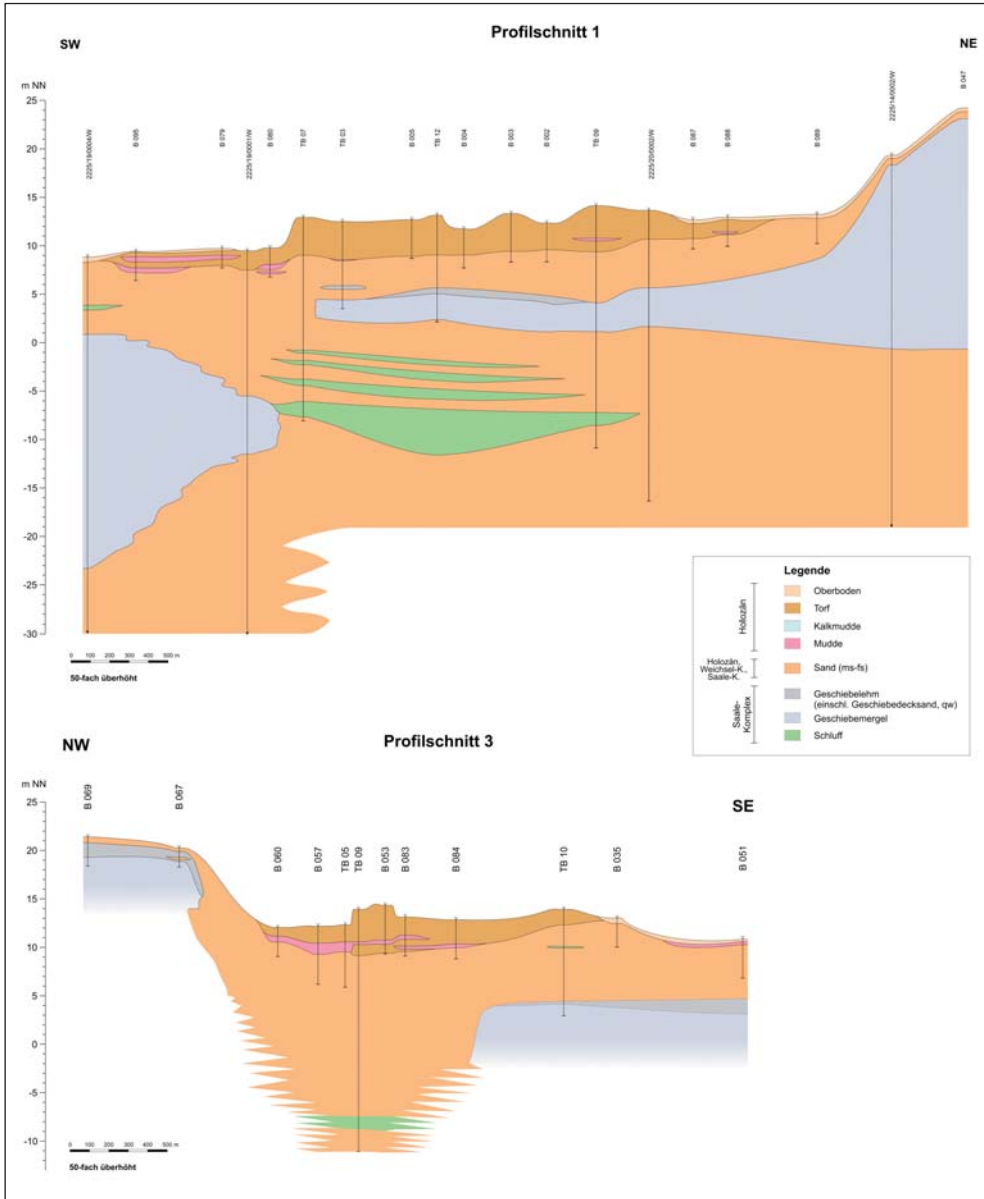 Profilschnitt 1
SW
NE
m NN
25
20
15
10
5
0
-5
-10
-15
-20
-25
-30
2225/19/0004/W
B 095
B 079
2225/19/0001/W
B 080
TB 07
TB 03
B 005
TB 12
B 004
B 003
B 002
TB 09
2225/20/0002/W
B 087
B 088
B 089
2225/14/0002/W
B 047
0 100 200 300 400 500 m
50-fach überhöht
Legende
Holozän
Oberboden
Torf
Kalkmudde
Mudde
Holozän,
Weichsel-K.,
Saale-K.
Sand (ms-fs)
Saale-
Komplex
Geschiebelehm
(einschl. Geschiebedecksand, qw)
Geschiebemergel
Schluff
NW
Profilschnitt 3
SE
m NN
25
20
15
10
5
0
-5
-10
B 069
B 067
B 060
B 057
TB 05
TB 09
B 053
B 083
B 084
TB 10
B 035
B 051
0 100 200 300 400 500 m
50-fach überhöht